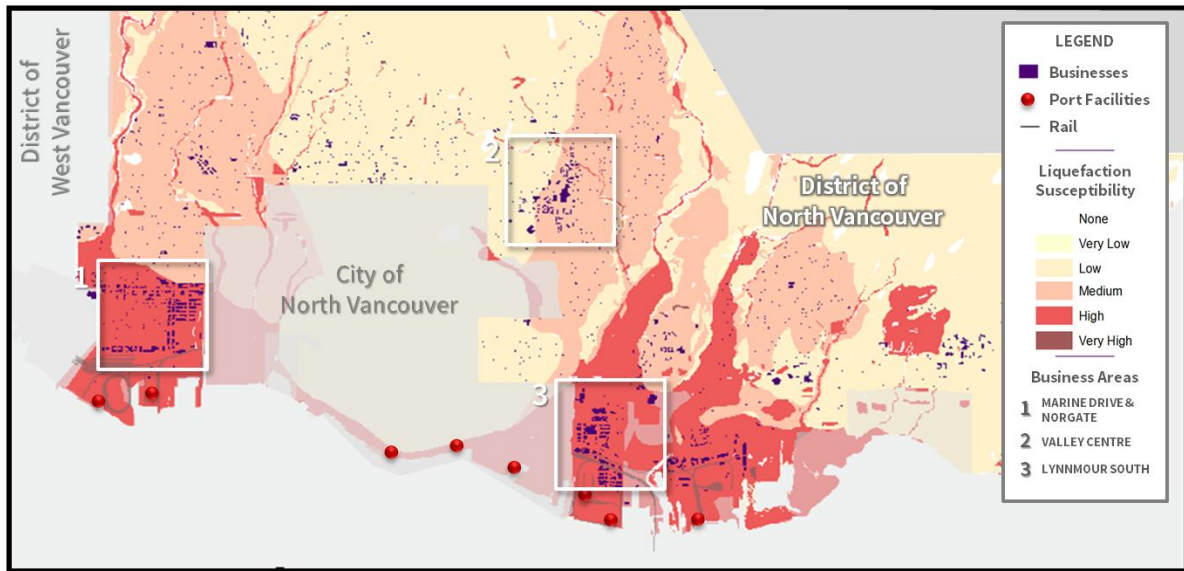 District of
West Vancouver
1
2
3
City of
North Vancouver
District of
North Vancouver
LEGEND
Businesses
Port Facilities
Rail
Liquefaction
Susceptibility
None
Very Low
Low
Medium
High
Very High
Business Areas
1 MARINE DRIVE &
NORGATE
2 VALLEY CENTRE
3 LYNNMOUR SOUTH